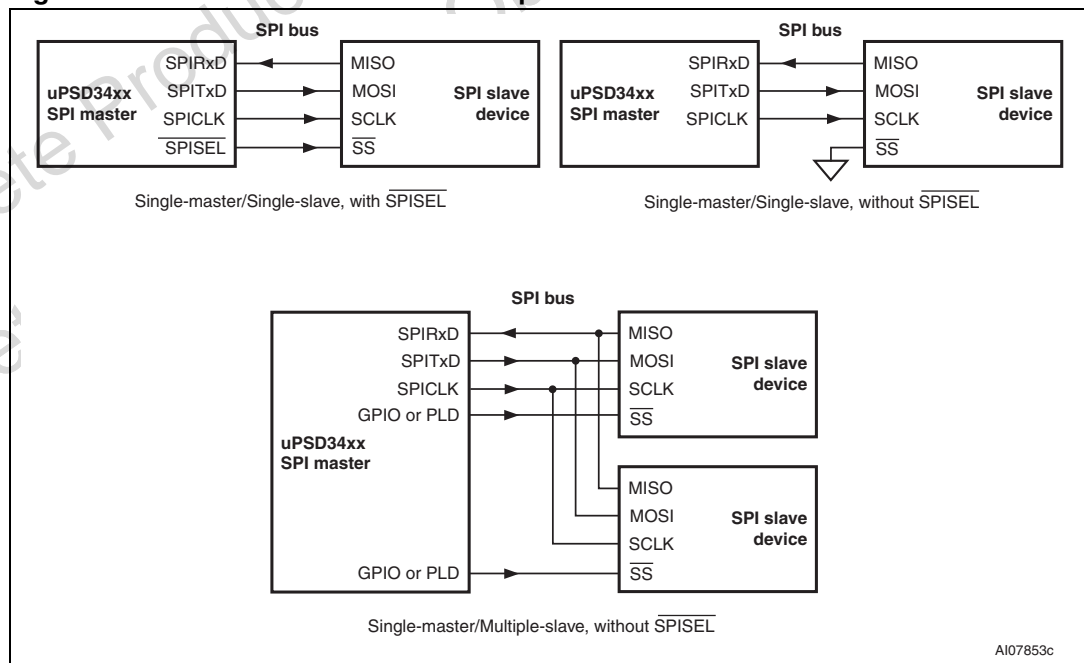 SPI bus
SPIRxD
SPITxD
SPICLK
SPISEL
uPSD34xx
SPI master
MISO
MOSI
SCLK
SS
SPI slave
device
Single-master/Single-slave, with SPISEL
SPI bus
SPIRxD
SPITxD
SPICLK
uPSD34xx
SPI master
MISO
MOSI
SCLK
SS
SPI slave
device
Single-master/Single-slave, without SPISEL
SPI bus
SPIRxD
SPITxD
SPICLK
GPIO or PLD
uPSD34xx
SPI master
GPIO or PLD
MISO
MOSI
SCLK
SS
SPI slave
device
MISO
MOSI
SCLK
SS
SPI slave
device
Single-master/Multiple-slave, without SPISEL
AI07853c